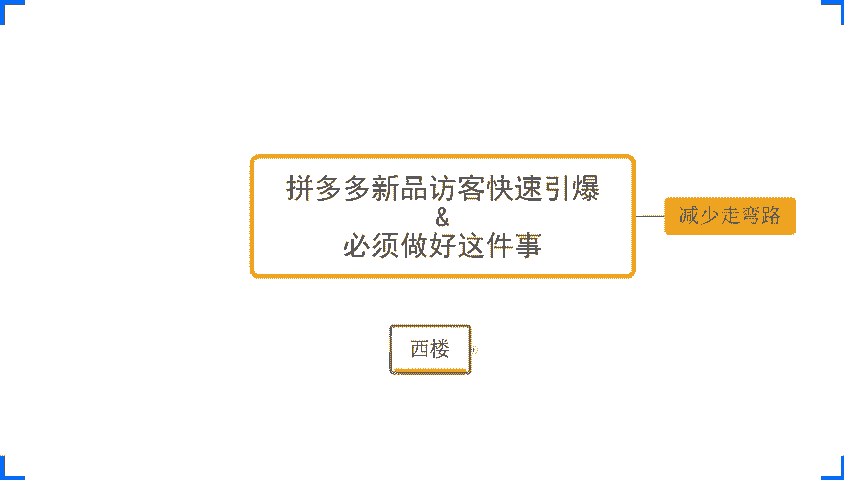 拼多多新品访客快速引爆
&
必须做好这件事
减少走弯路
西楼